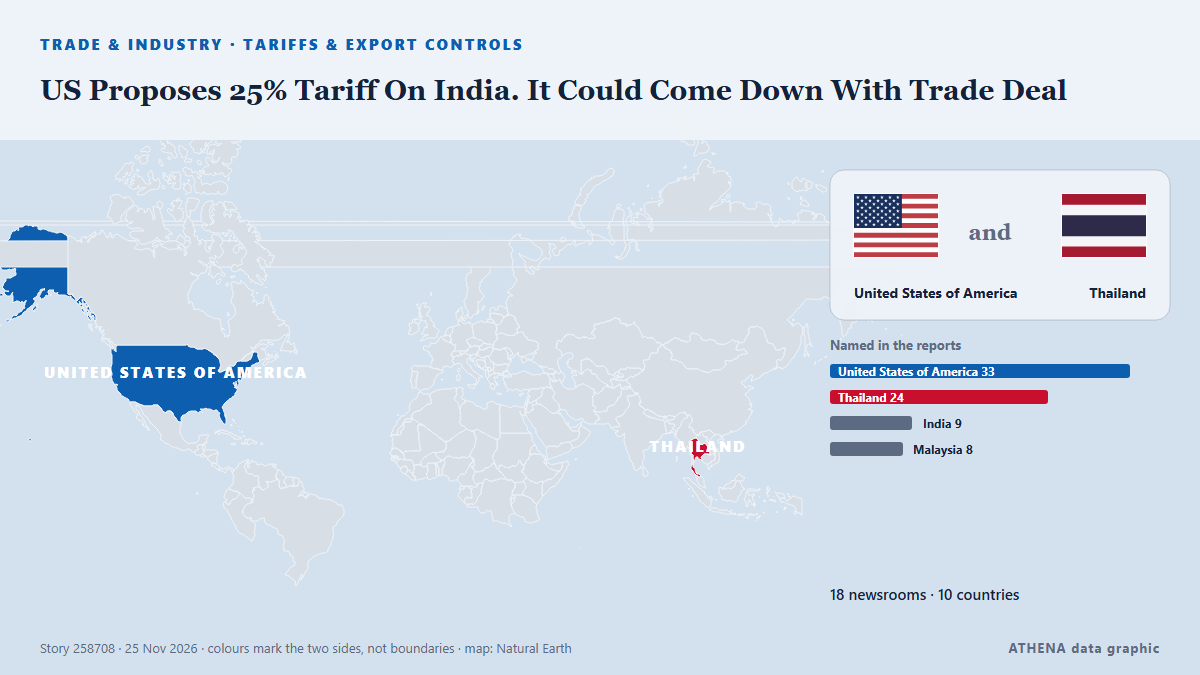 TRADE & INDUSTRY · TARIFFS & EXPORT CONTROLS
US Proposes 25% Tariff On India. It Could Come Down With Trade Deal
and
United States of America
Thailand
Named in the reports
United States of America 33
Thailand 24
India 9
Malaysia 8
UNITED STATES OF AMERICA
THAILAND
18 newsrooms · 10 countries
Story 258708 · 25 Nov 2026 · colours mark the two sides, not boundaries · map: Natural Earth
ATHENA data graphic